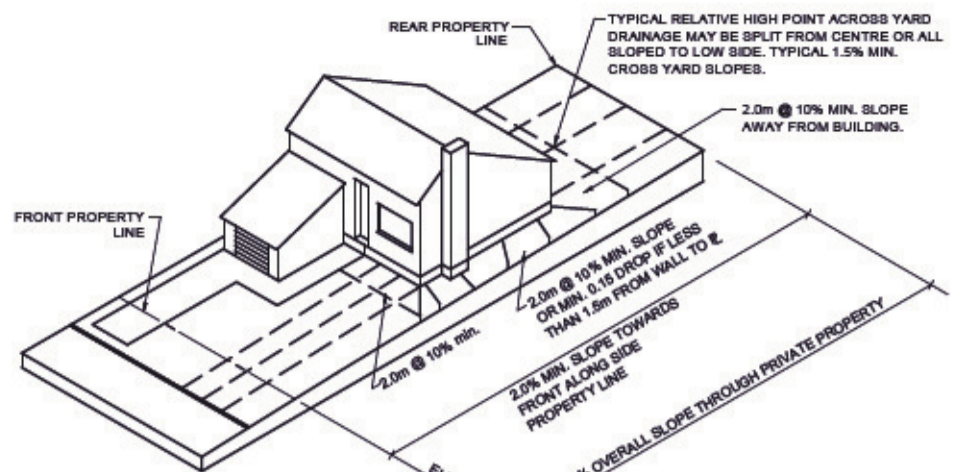 REAR PROPERTY
LINE
TYPICAL RELATIVE HIGH POINT ACROSS YARD
DRAINAGE MAY BE SPLIT FROM CENTRE OR ALL
SLOPED TO LOW SIDE. TYPICAL 1.5% MIN.
CROSS YARD SLOPES.
2.0m @ 10% MIN. SLOPE
AWAY FROM BUILDING.
FRONT PROPERTY
LINE
2.0m @ 10% MIN. SLOPE
OR MIN. 0.15 DROP IF LESS
THAN 1.5m FROM WALL TO ℄
2.0m @ 10% min.
2.0% MIN. SLOPE TOWARDS
FRONT ALONG SIDE
PROPERTY LINE
% OVERALL SLOPE THROUGH PRIVATE PROPERTY